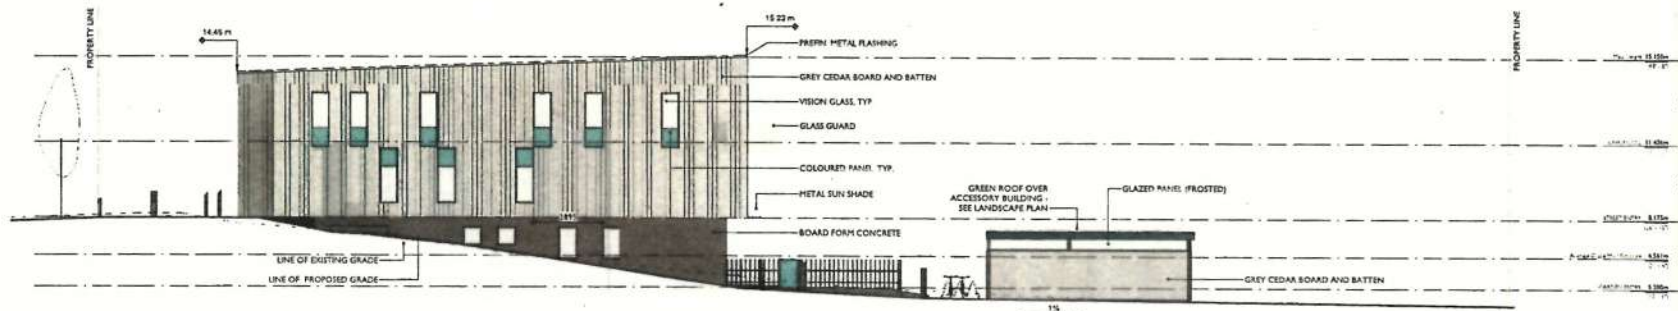 PROPERTY LINE
14.45 m
15.23 m
PREFIN METAL FLASHING
GREY CEDAR BOARD AND BATTEN
VISION GLASS, TYP
GLASS GUARD
COLOURED PANEL TYP.
METAL SUN SHADE
BOARD FORM CONCRETE
LINE OF EXISTING GRADE
LINE OF PROPOSED GRADE
GREEN ROOF OVER
ACCESSORY BUILDING -
SEE LANDSCAPE PLAN
GLAZED PANEL (FROSTED)
GREY CEDAR BOARD AND BATTEN
PROPERTY LINE